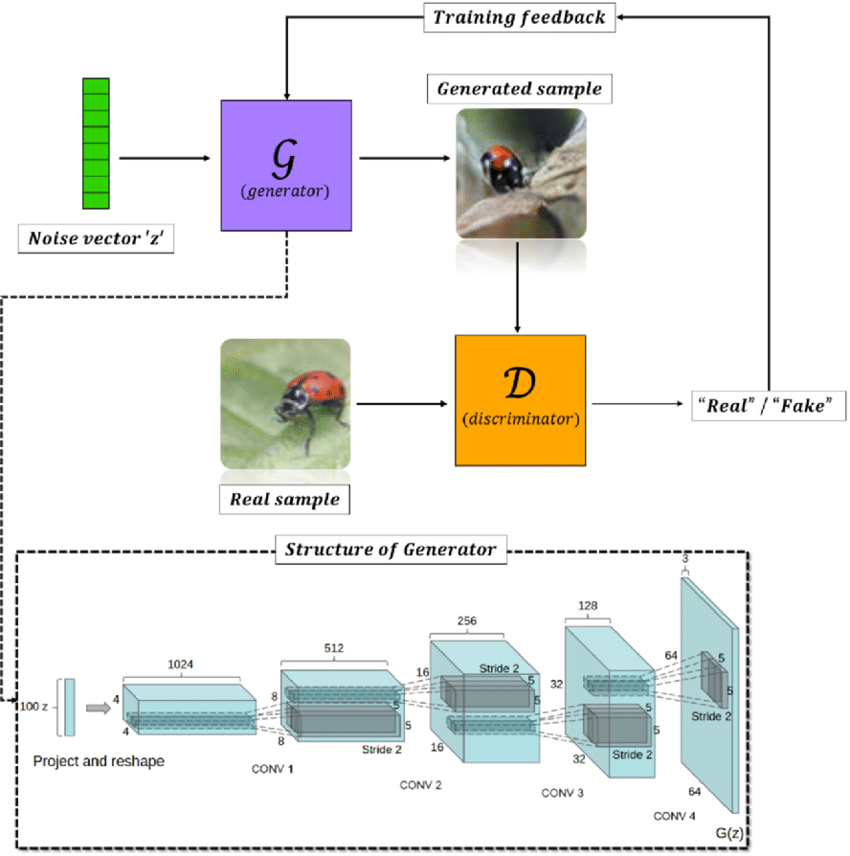 Training feedback
Generated sample
G
(generator)
Noise vector 'z'
D
(discriminator)
"Real" / "Fake"
Real sample
Structure of Generator
3
128
256
64
512
1024
16
Stride 2
5
5
32
5
5
8
5
4
100 z
5
5
5
5
Stride 2
4
8
Stride 2
16
32
Stride 2
64
Project and reshape
CONV 1
CONV 2
CONV 3
CONV 4
G(z)